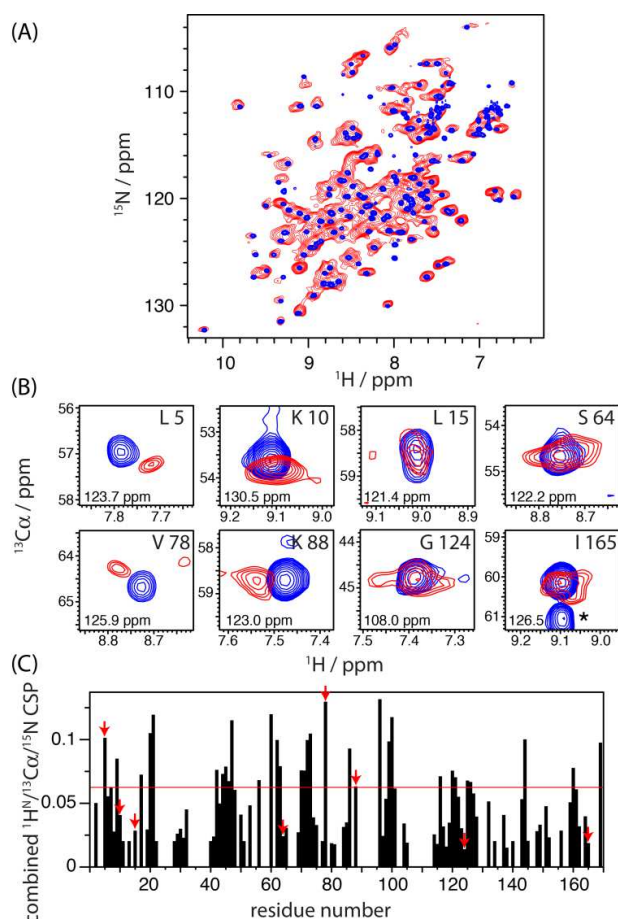 (A)
110
120
130
¹⁵N / ppm
10 9 8 7
¹H / ppm
(B)
L 5 K 10 L 15 S 64
56 57 58
53 54
58 59
54 55
123.7 ppm 130.5 ppm 121.4 ppm 122.2 ppm
7.8 7.7 9.2 9.1 9.0 9.1 9.0 8.9 8.8 8.7
¹³Cα / ppm
V 78 K 88 G 124 I 165
64 65
58 59
44 45
60 61
125.9 ppm 123.0 ppm 108.0 ppm 126.5 *
8.8 8.7 7.6 7.5 7.4 7.5 7.4 7.3 9.2 9.1 9.0
¹H / ppm
(C)
combined ¹Hᴺ/¹³Cα/¹⁵N CSP
0.1
0.05
0
20 40 60 80 100 120 140 160
residue number